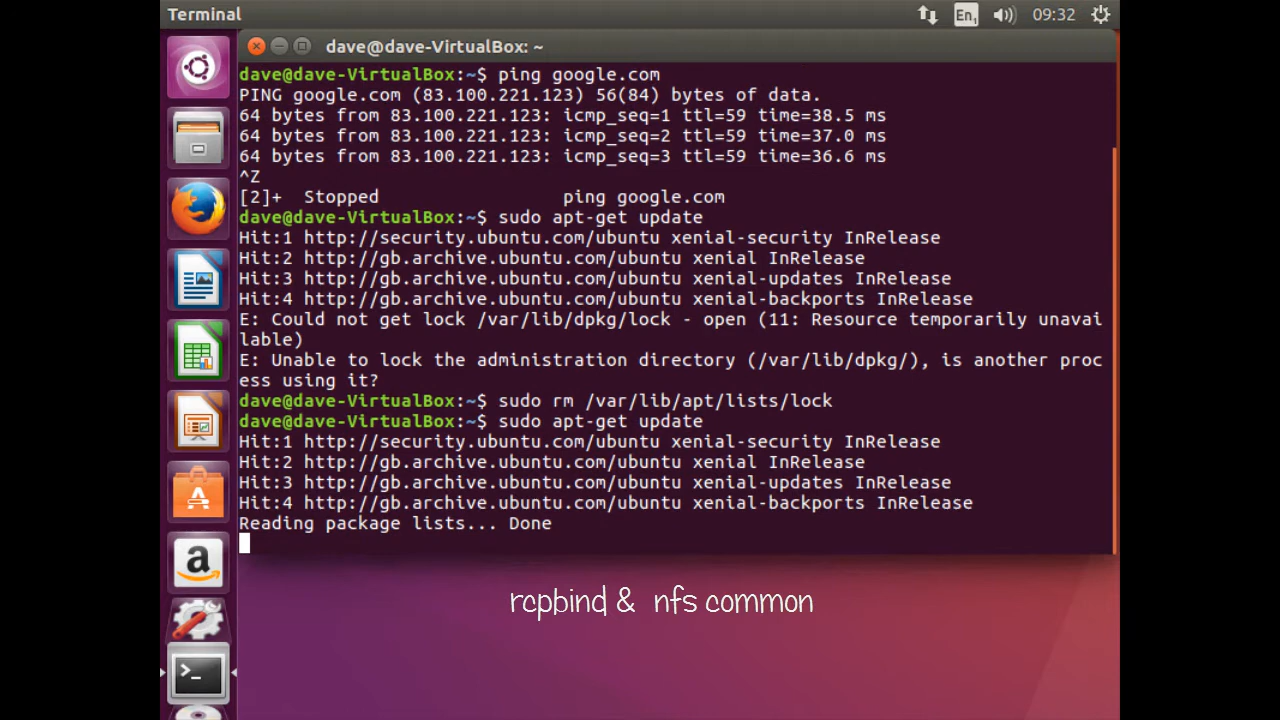 Terminal
En1
09:32
dave@dave-VirtualBox: ~
dave@dave-VirtualBox:~$ ping google.com
PING google.com (83.100.221.123) 56(84) bytes of data.
64 bytes from 83.100.221.123: icmp_seq=1 ttl=59 time=38.5 ms
64 bytes from 83.100.221.123: icmp_seq=2 ttl=59 time=37.0 ms
64 bytes from 83.100.221.123: icmp_seq=3 ttl=59 time=36.6 ms
^Z
[2]+  Stopped                 ping google.com
dave@dave-VirtualBox:~$ sudo apt-get update
Hit:1 http://security.ubuntu.com/ubuntu xenial-security InRelease
Hit:2 http://gb.archive.ubuntu.com/ubuntu xenial InRelease
Hit:3 http://gb.archive.ubuntu.com/ubuntu xenial-updates InRelease
Hit:4 http://gb.archive.ubuntu.com/ubuntu xenial-backports InRelease
E: Could not get lock /var/lib/dpkg/lock - open (11: Resource temporarily unavai
lable)
E: Unable to lock the administration directory (/var/lib/dpkg/), is another proc
ess using it?
dave@dave-VirtualBox:~$ sudo rm /var/lib/apt/lists/lock
dave@dave-VirtualBox:~$ sudo apt-get update
Hit:1 http://security.ubuntu.com/ubuntu xenial-security InRelease
Hit:2 http://gb.archive.ubuntu.com/ubuntu xenial InRelease
Hit:3 http://gb.archive.ubuntu.com/ubuntu xenial-updates InRelease
Hit:4 http://gb.archive.ubuntu.com/ubuntu xenial-backports InRelease
Reading package lists... Done
rcpbind & nfs common